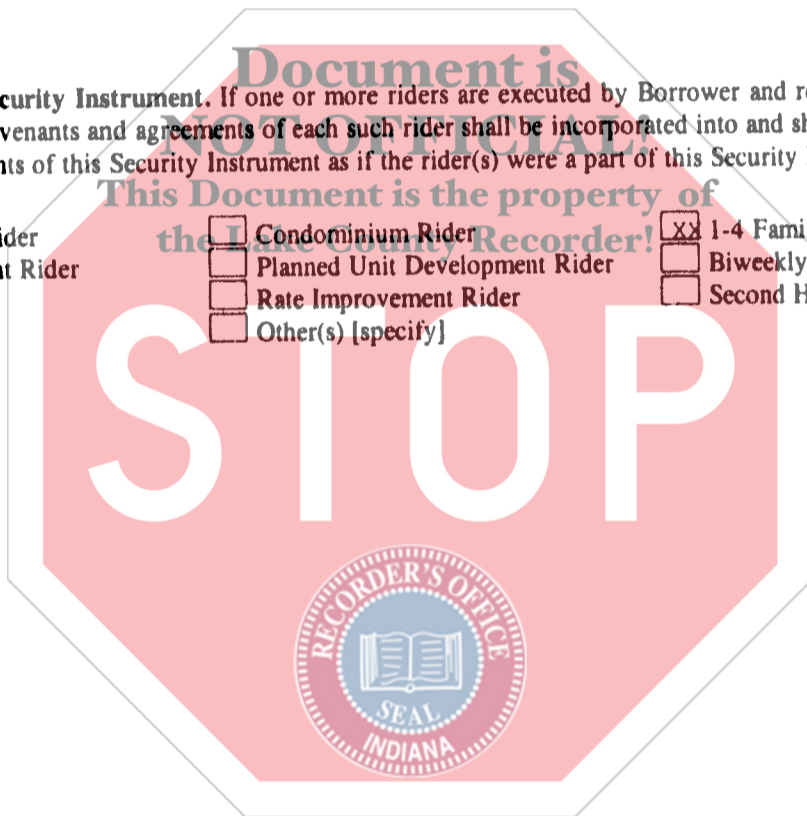 Document is
curity Instrument. If one or more riders are executed by Borrower and r
venants and agreements of each such rider shall be incorporated into and sh
NOT OFFICIAL!
nts of this Security Instrument as if the rider(s) were a part of this Security
This Document is the property of
the Lake County Recorder!
ider Condominium Rider xx 1-4 Fami
t Rider Planned Unit Development Rider Biweekly
Rate Improvement Rider Second H
Other(s) [specify]
STOP
RECORDER'S OFFICE
SEAL
INDIANA